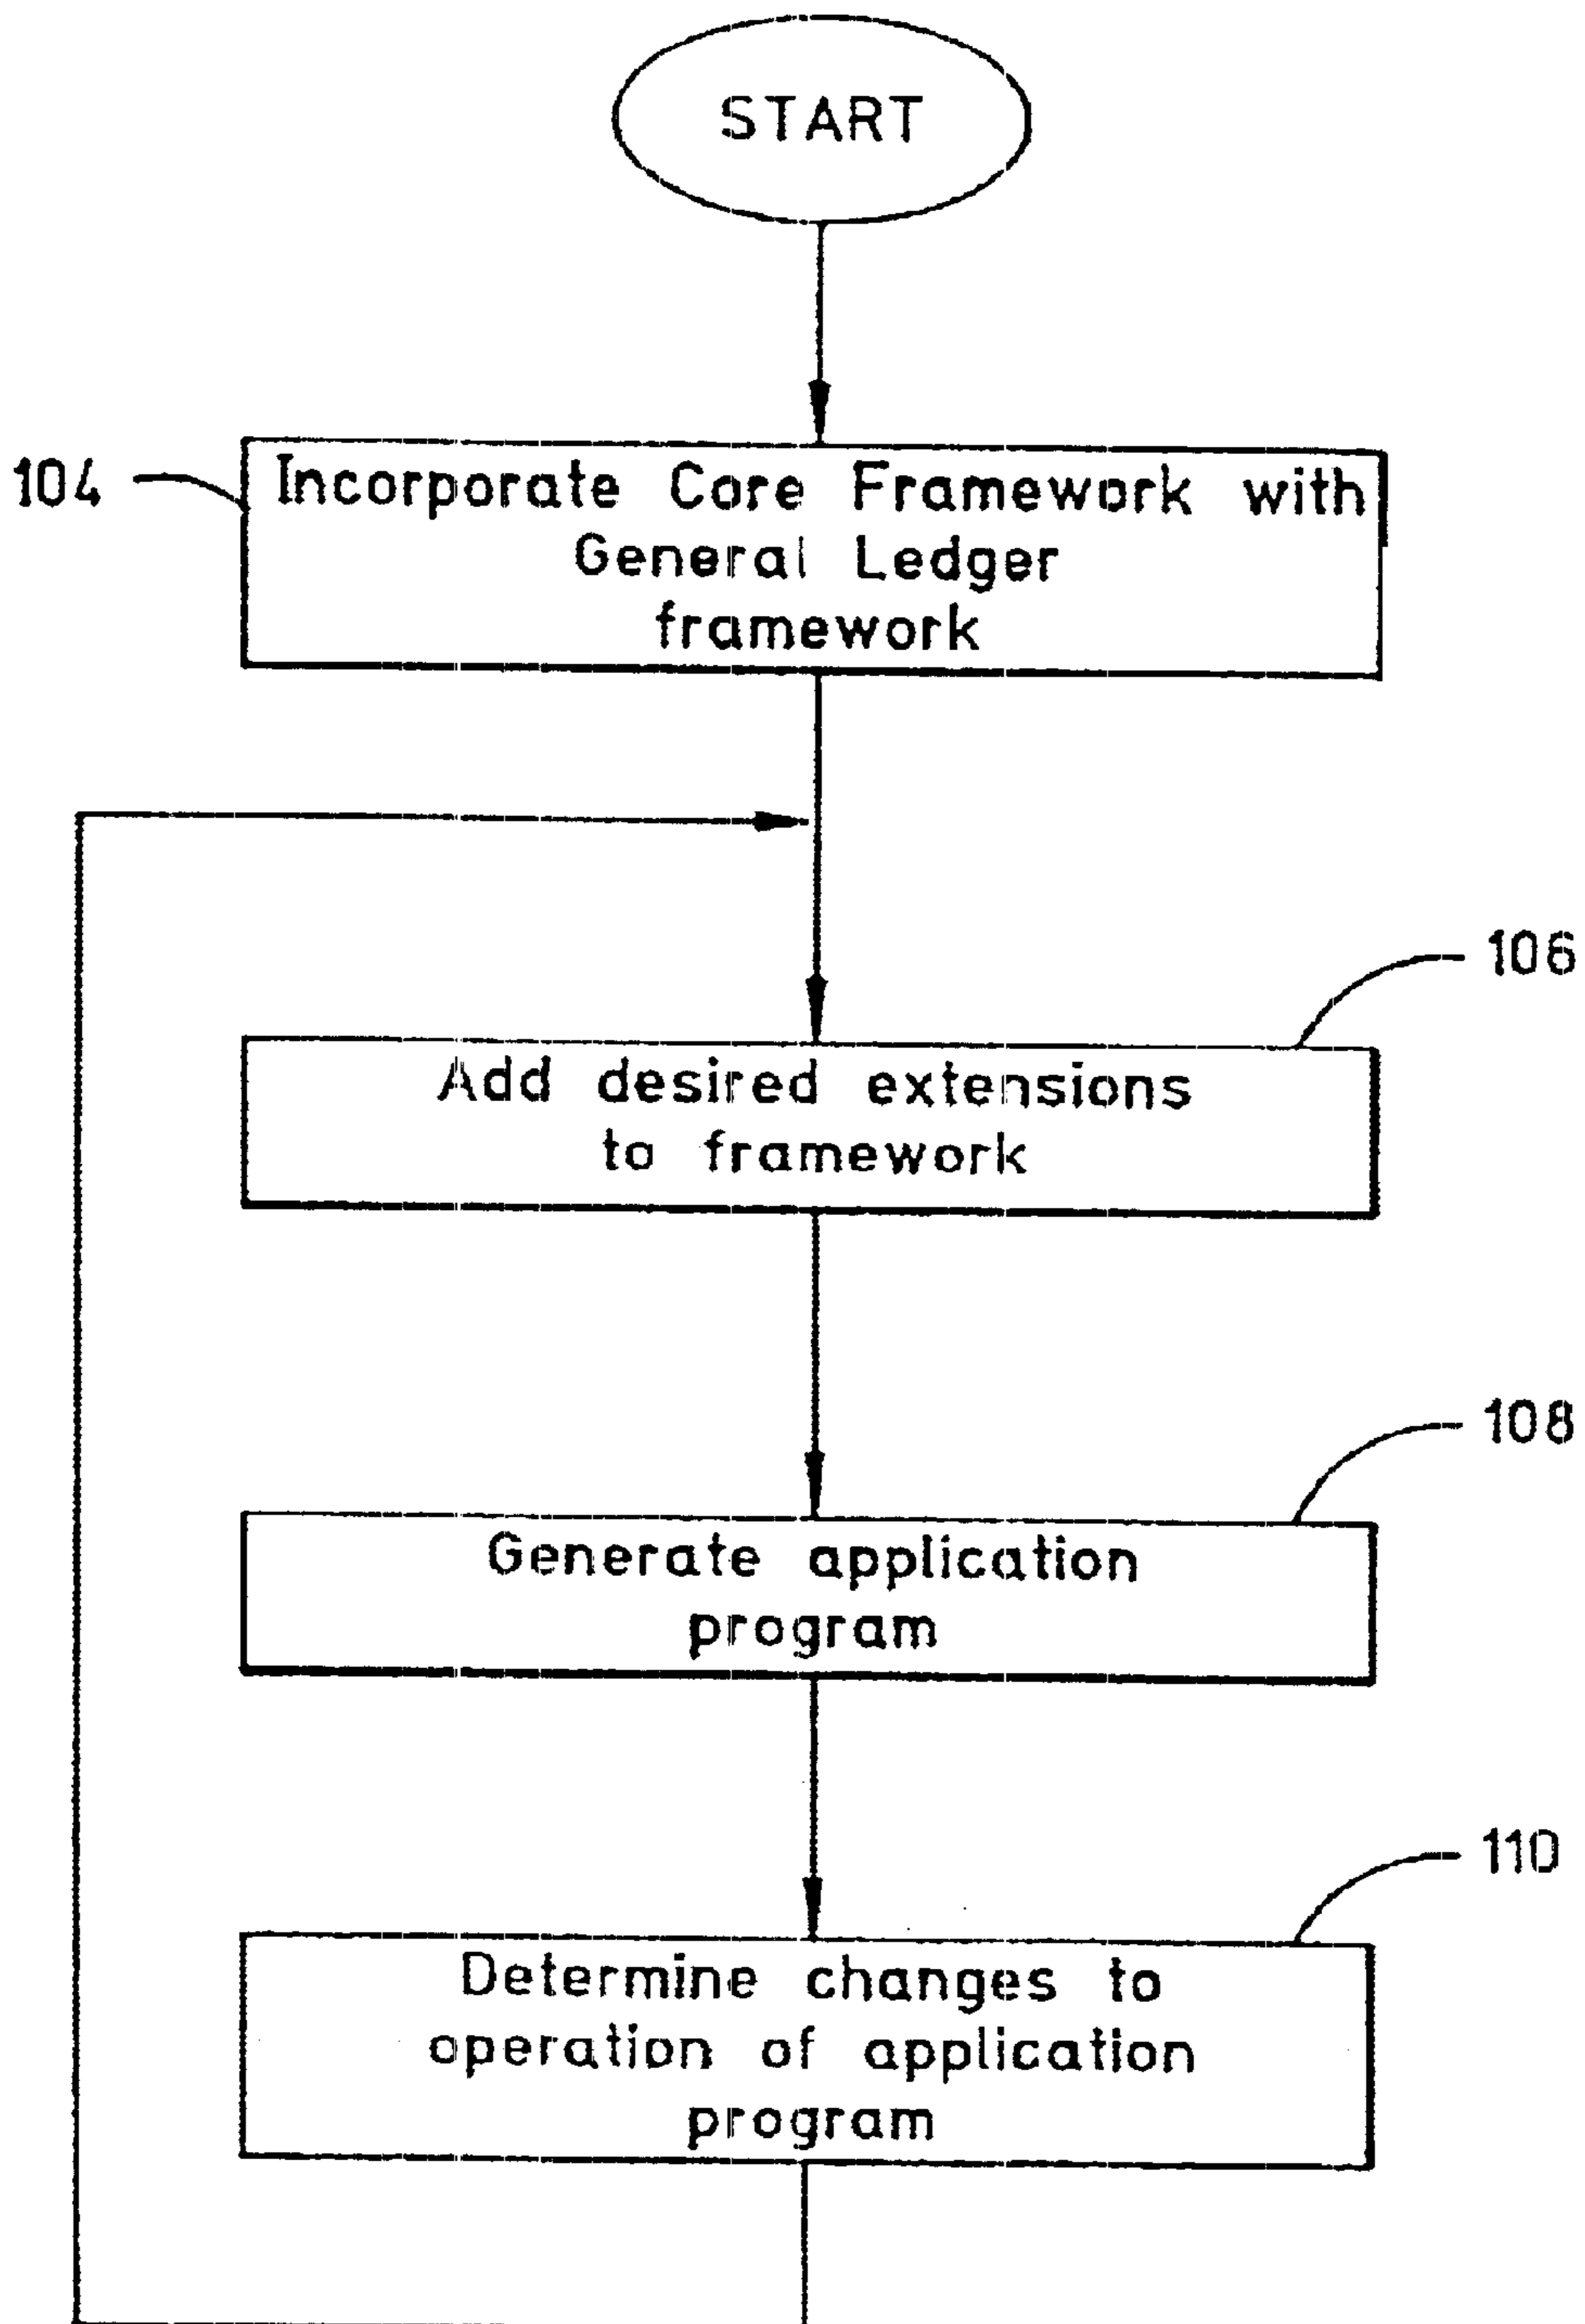 START
104
Incorporate Core Framework with
General Ledger
framework
106
Add desired extensions
to framework
108
Generate application
program
110
Determine changes to
operation of application
program